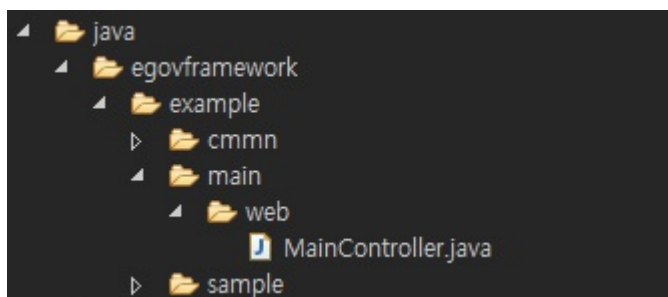 java
egovframework
example
cmmn
main
web
MainController.java
sample